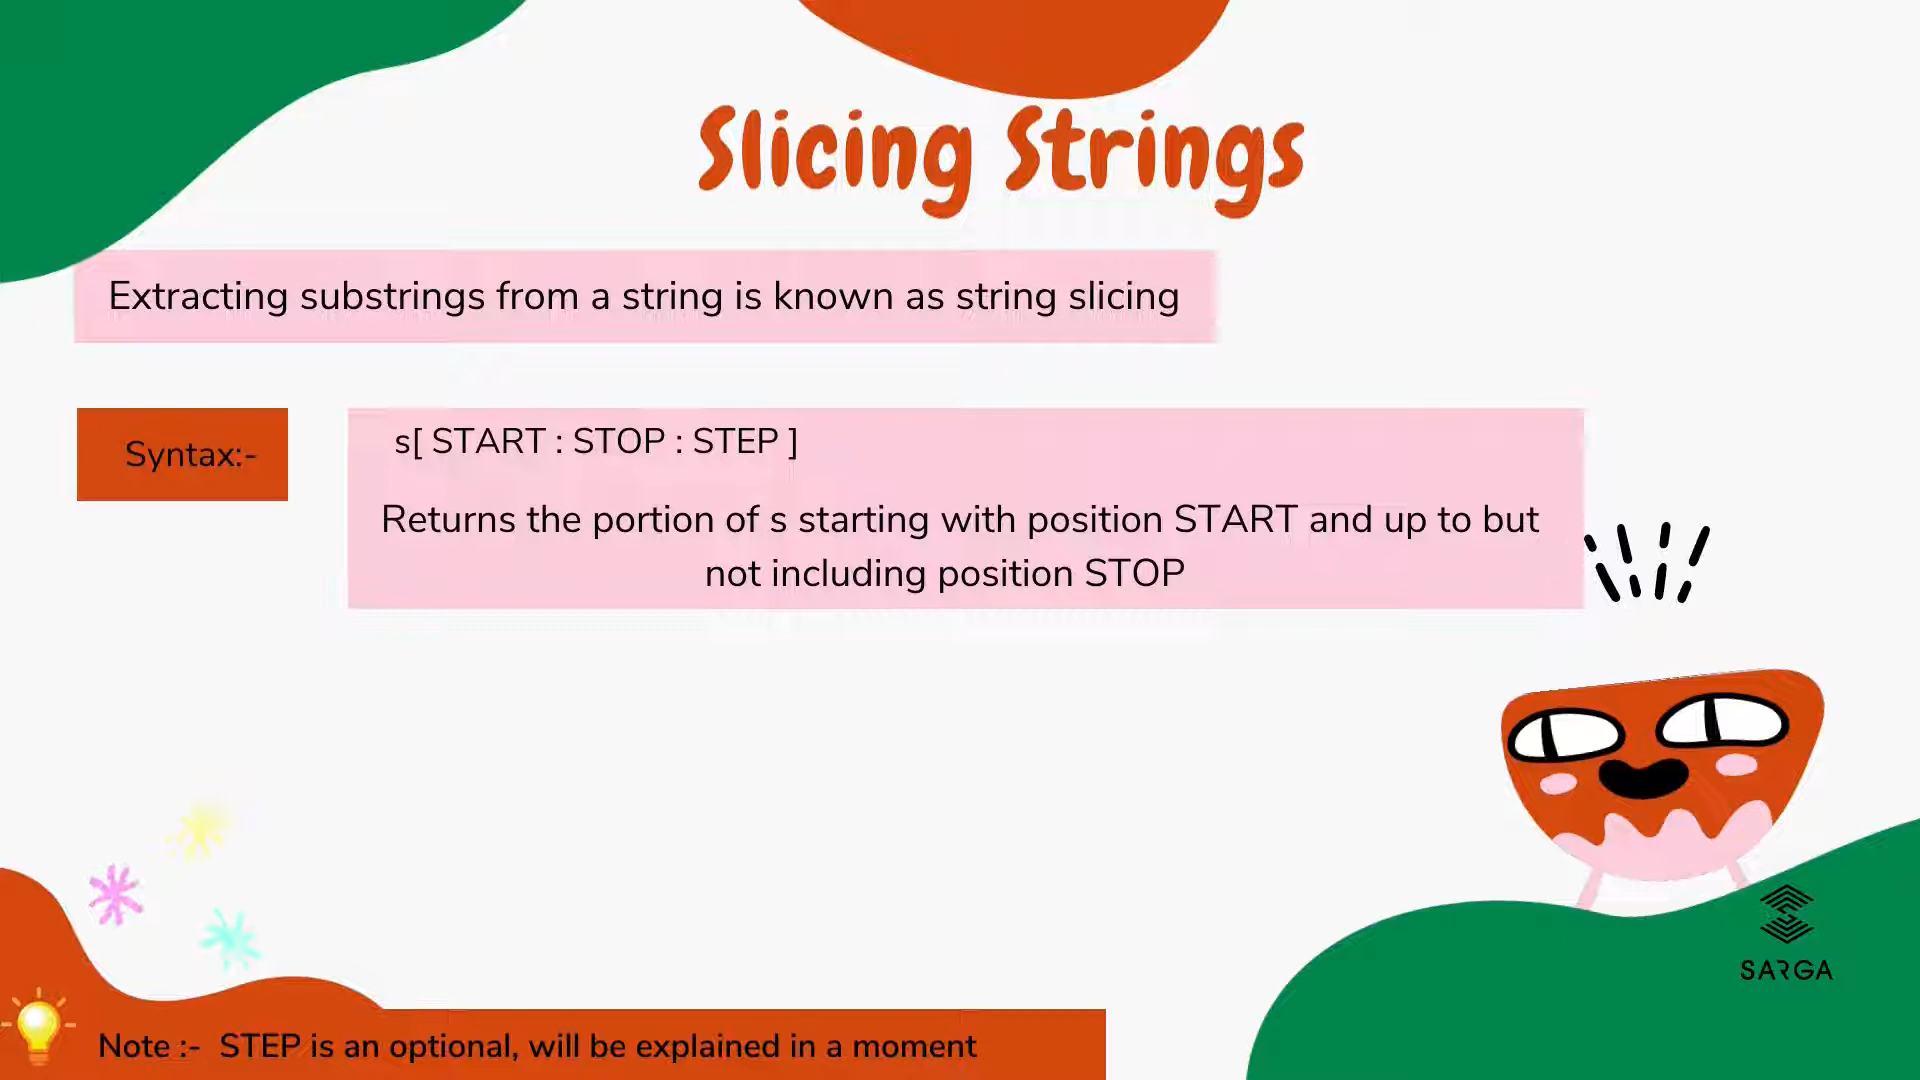 Slicing Strings
Extracting substrings from a string is known as string slicing
Syntax:-
s[ START : STOP : STEP ]
Returns the portion of s starting with position START and up to but
not including position STOP
SARGA
Note :- STEP is an optional, will be explained in a moment